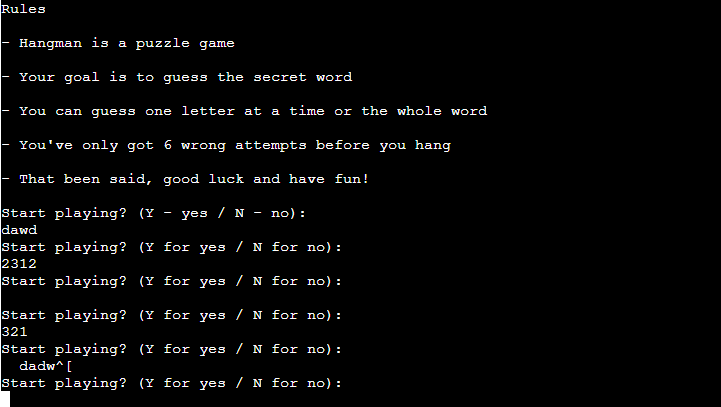 Rules
- Hangman is a puzzle game
- Your goal is to guess the secret word
- You can guess one letter at a time or the whole word
- You've only got 6 wrong attempts before you hang
- That been said, good luck and have fun!
Start playing? (Y - yes / N - no):
dawd
Start playing? (Y for yes / N for no):
2312
Start playing? (Y for yes / N for no):
Start playing? (Y for yes / N for no):
321
Start playing? (Y for yes / N for no):
dadw^[
Start playing? (Y for yes / N for no):